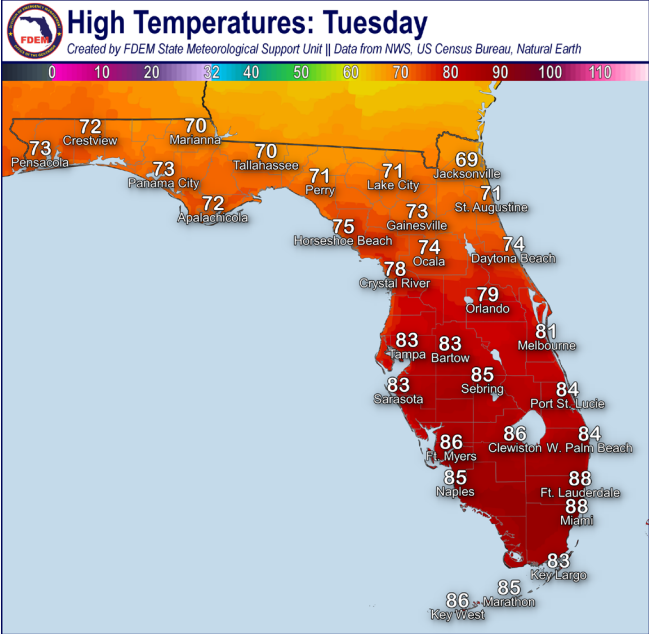 High Temperatures: Tuesday
FDEM
Created by FDEM State Meteorological Support Unit || Data from NWS, US Census Bureau, Natural Earth
0 10 20 32 40 50 60 70 80 90 100 110
72
Crestview
70
Marianna
73
Pensacola
70
Tallahassee
73
Panama City
71
Perry
71
Lake City
69
Jacksonville
72
Apalachicola
71
St. Augustine
73
Gainesville
75
Horseshoe Beach
74
Ocala
74
Daytona Beach
78
Crystal River
79
Orlando
81
Melbourne
83
Tampa
83
Bartow
83
Sarasota
85
Sebring
84
Port St. Lucie
86
Ft. Myers
86
Clewiston
84
W. Palm Beach
85
Naples
88
Ft. Lauderdale
88
Miami
83
Key Largo
85
Marathon
86
Key West